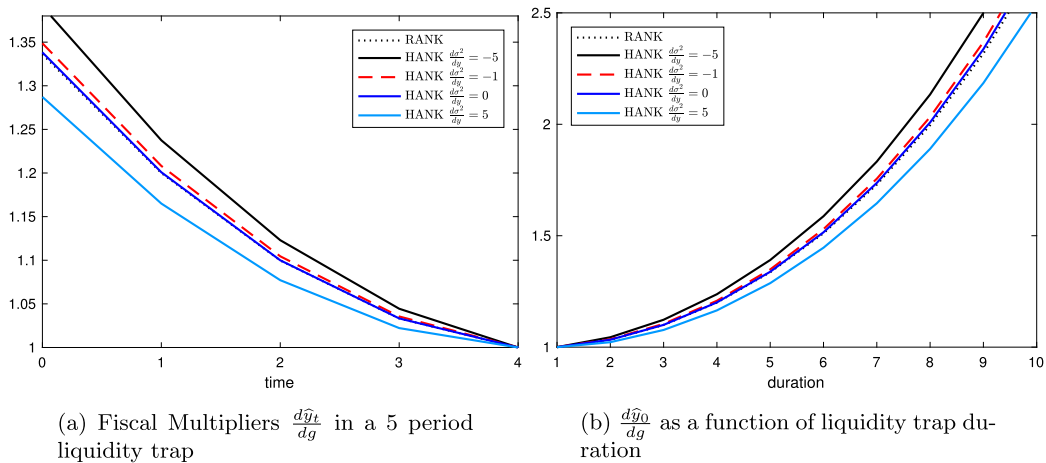 1.35
1.3
1.25
1.2
1.15
1.1
1.05
1
0
1
2
3
4
time
RANK
HANK dσ²/dy = −5
HANK dσ²/dy = −1
HANK dσ²/dy = 0
HANK dσ²/dy = 5
2.5
2
1.5
1
1
2
3
4
5
6
7
8
9
10
duration
RANK
HANK dσ²/dy = −5
HANK dσ²/dy = −1
HANK dσ²/dy = 0
HANK dσ²/dy = 5
(a) Fiscal Multipliers dŷₜ/dg in a 5 period
liquidity trap
(b) dŷ₀/dg as a function of liquidity trap du-
ration